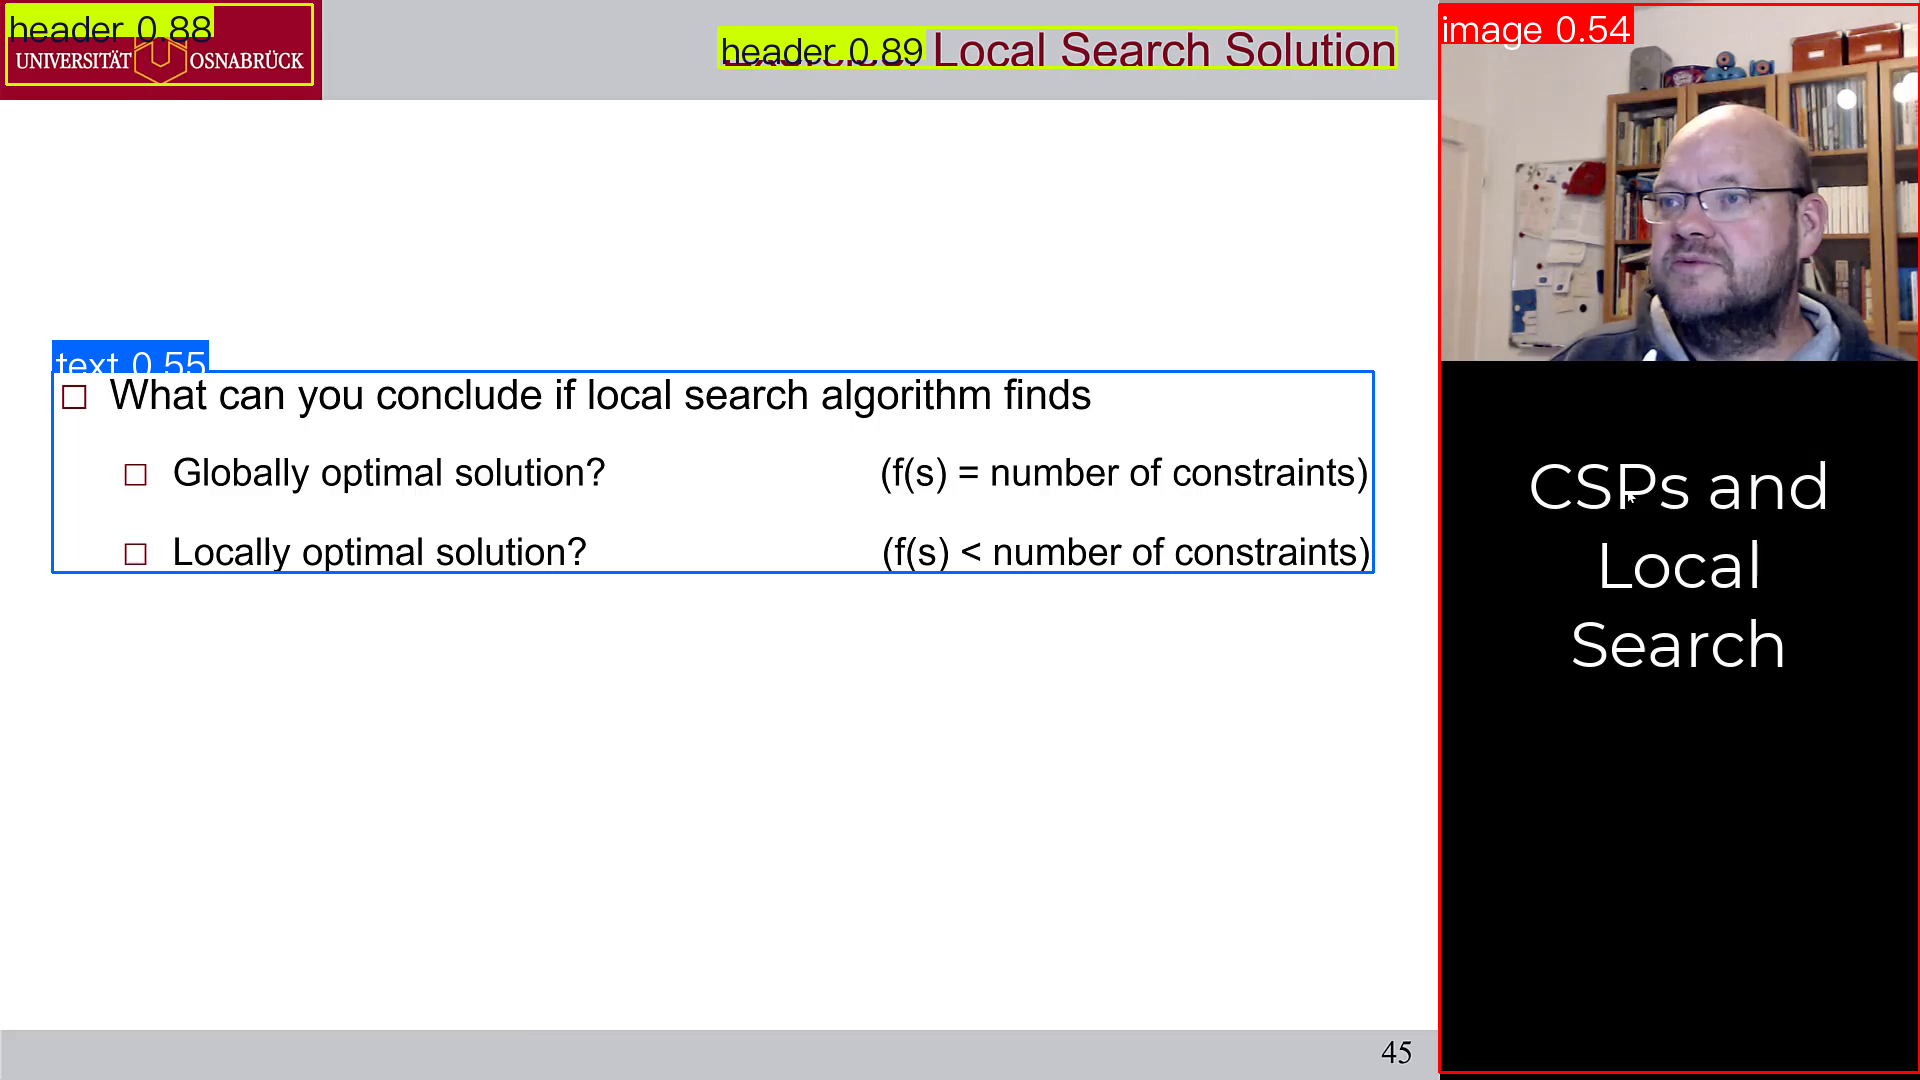 header 0.88
UNIVERSITÄT OSNABRÜCK
header 0.89 Local Search Solution
image 0.54
text 0.55
What can you conclude if local search algorithm finds
Globally optimal solution? (f(s) = number of constraints)
Locally optimal solution? (f(s) < number of constraints)
CSPs and
Local
Search
45